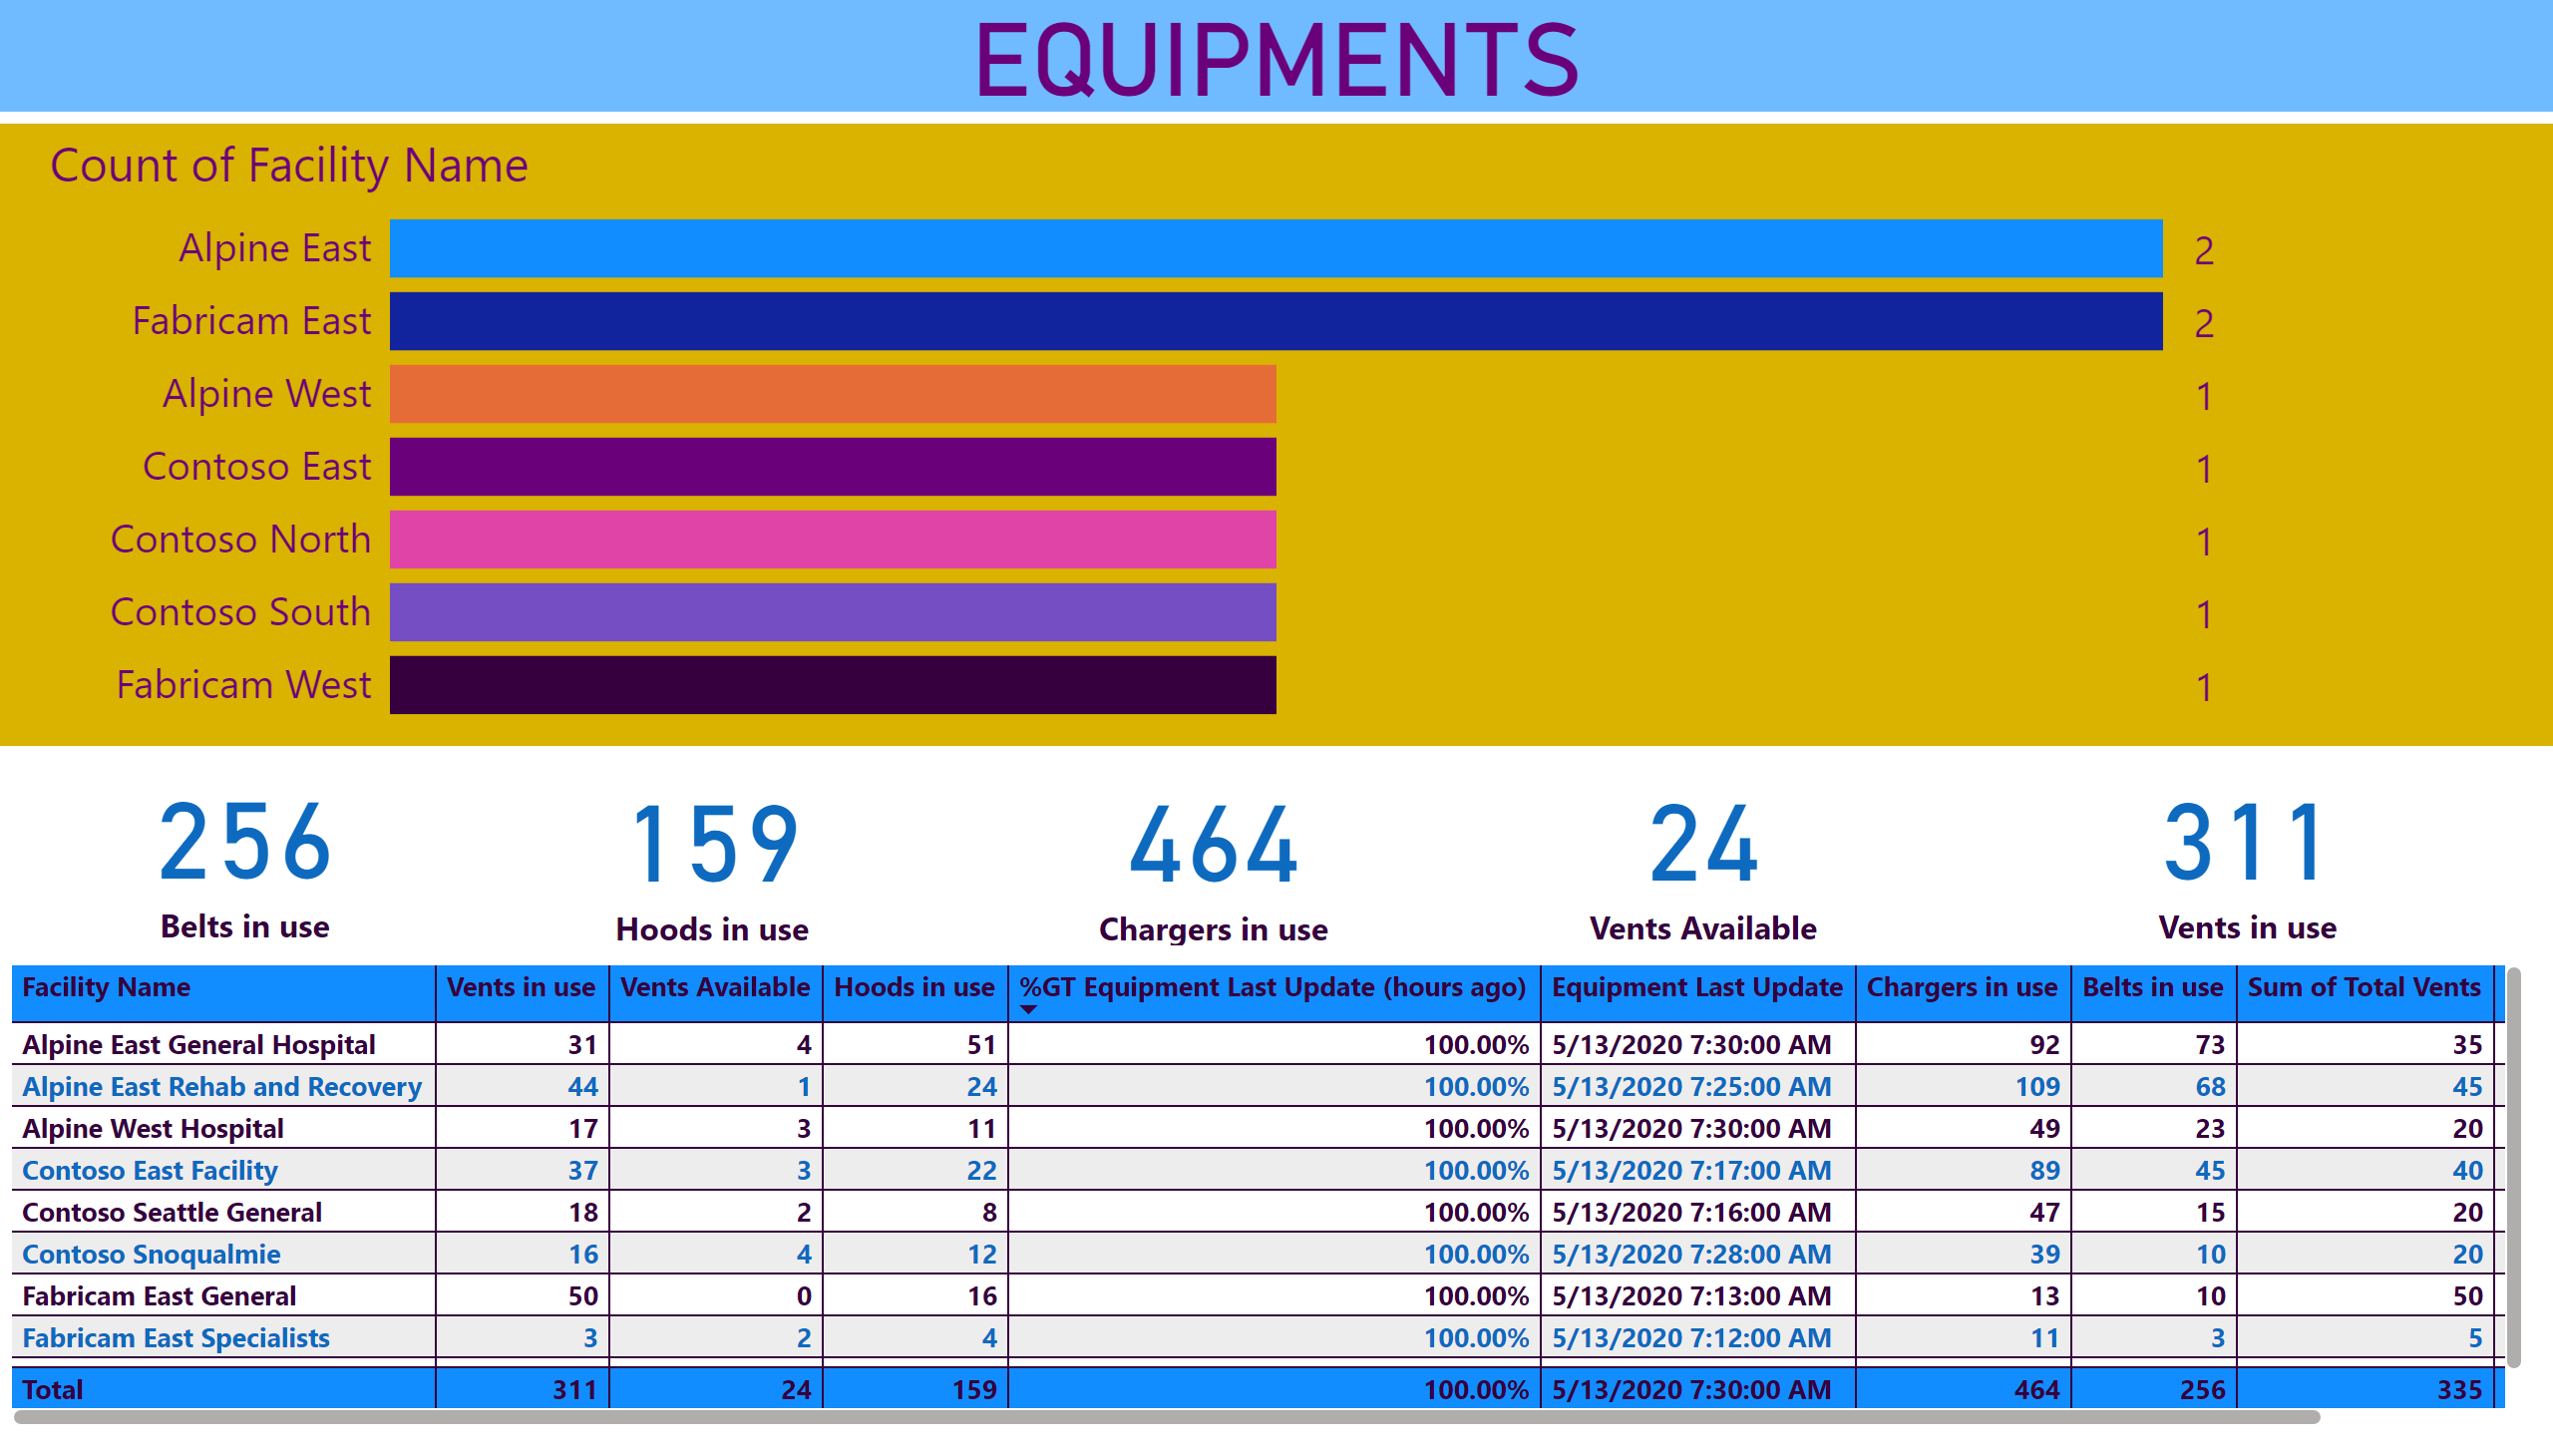 EQUIPMENTS
Count of Facility Name
Alpine East 2
Fabricam East 2
Alpine West 1
Contoso East 1
Contoso North 1
Contoso South 1
Fabricam West 1
256 159 464 24 311
Belts in use Hoods in use Chargers in use Vents Available Vents in use
Facility Name Vents in use Vents Available Hoods in use %GT Equipment Last Update (hours ago) Equipment Last Update Chargers in use Belts in use Sum of Total Vents
Alpine East General Hospital 31 4 51 100.00% 5/13/2020 7:30:00 AM 92 73 35
Alpine East Rehab and Recovery 44 1 24 100.00% 5/13/2020 7:25:00 AM 109 68 45
Alpine West Hospital 17 3 11 100.00% 5/13/2020 7:30:00 AM 49 23 20
Contoso East Facility 37 3 22 100.00% 5/13/2020 7:17:00 AM 89 45 40
Contoso Seattle General 18 2 8 100.00% 5/13/2020 7:16:00 AM 47 15 20
Contoso Snoqualmie 16 4 12 100.00% 5/13/2020 7:28:00 AM 39 10 20
Fabricam East General 50 0 16 100.00% 5/13/2020 7:13:00 AM 13 10 50
Fabricam East Specialists 3 2 4 100.00% 5/13/2020 7:12:00 AM 11 3 5
Total 311 24 159 100.00% 5/13/2020 7:30:00 AM 464 256 335